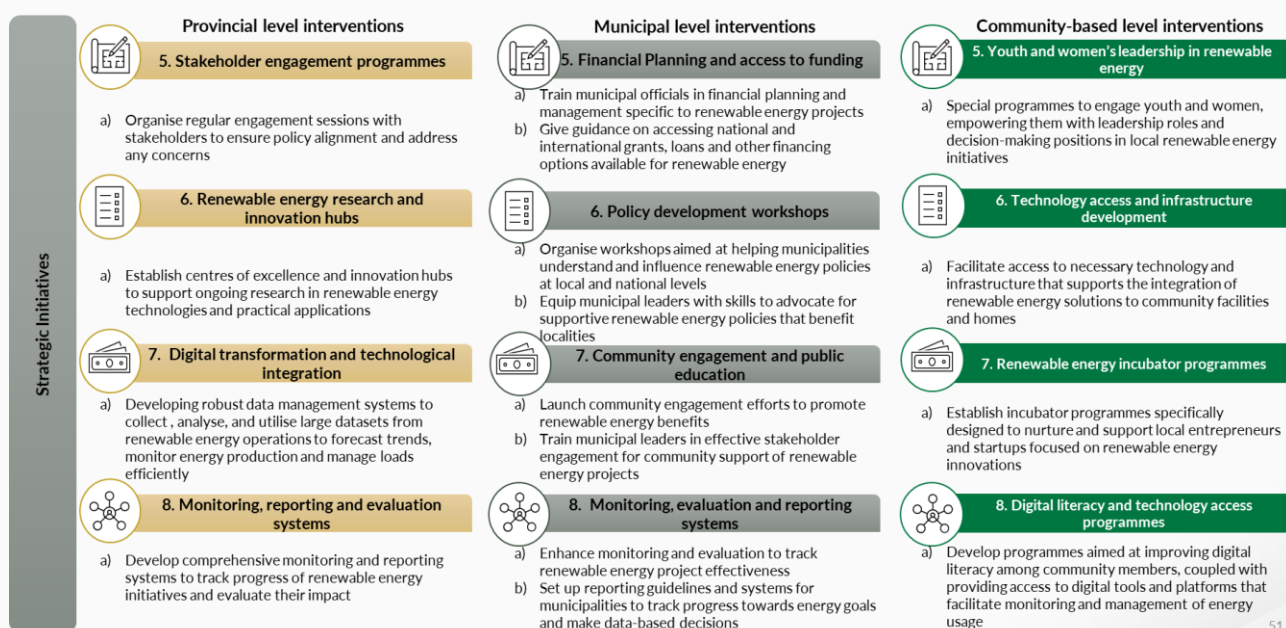 Strategic Initiatives
Provincial level interventions
5. Stakeholder engagement programmes
a) Organise regular engagement sessions with
stakeholders to ensure policy alignment and address
any concerns
6. Renewable energy research and
innovation hubs
a) Establish centres of excellence and innovation hubs
to support ongoing research in renewable energy
technologies and practical applications
7. Digital transformation and technological
integration
a) Developing robust data management systems to
collect , analyse, and utilise large datasets from
renewable energy operations to forecast trends,
monitor energy production and manage loads
efficiently
8. Monitoring, reporting and evaluation
systems
a) Develop comprehensive monitoring and reporting
systems to track progress of renewable energy
initiatives and evaluate their impact
Municipal level interventions
5. Financial Planning and access to funding
a) Train municipal officials in financial planning and
management specific to renewable energy projects
b) Give guidance on accessing national and
international grants, loans and other financing
options available for renewable energy
6. Policy development workshops
a) Organise workshops aimed at helping municipalities
understand and influence renewable energy policies
at local and national levels
b) Equip municipal leaders with skills to advocate for
supportive renewable energy policies that benefit
localities
7. Community engagement and public
education
a) Launch community engagement efforts to promote
renewable energy benefits
b) Train municipal leaders in effective stakeholder
engagement for community support of renewable
energy projects
8. Monitoring, evaluation and reporting
systems
a) Enhance monitoring and evaluation to track
renewable energy project effectiveness
b) Set up reporting guidelines and systems for
municipalities to track progress towards energy goals
and make data-based decisions
Community-based level interventions
5. Youth and women's leadership in renewable
energy
a) Special programmes to engage youth and women,
empowering them with leadership roles and
decision-making positions in local renewable energy
initiatives
6. Technology access and infrastructure
development
a) Facilitate access to necessary technology and
infrastructure that supports the integration of
renewable energy solutions to community facilities
and homes
7. Renewable energy incubator programmes
a) Establish incubator programmes specifically
designed to nurture and support local entrepreneurs
and startups focused on renewable energy
innovations
8. Digital literacy and technology access
programmes
a) Develop programmes aimed at improving digital
literacy among community members, coupled with
providing access to digital tools and platforms that
facilitate monitoring and management of energy
usage
51